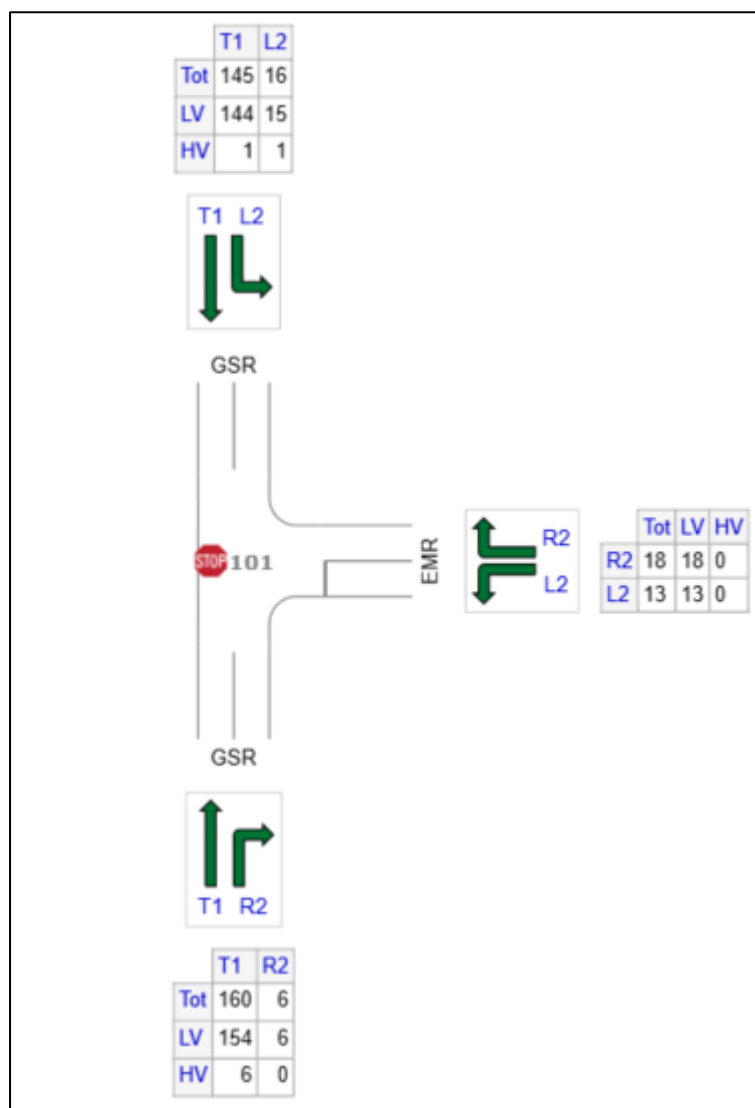 T1 L2
Tot 145 16
LV 144 15
HV 1 1
T1 L2
GSR
STOP 101
EMR
R2
L2
Tot LV HV
R2 18 18 0
L2 13 13 0
GSR
T1 R2
T1 R2
Tot 160 6
LV 154 6
HV 6 0